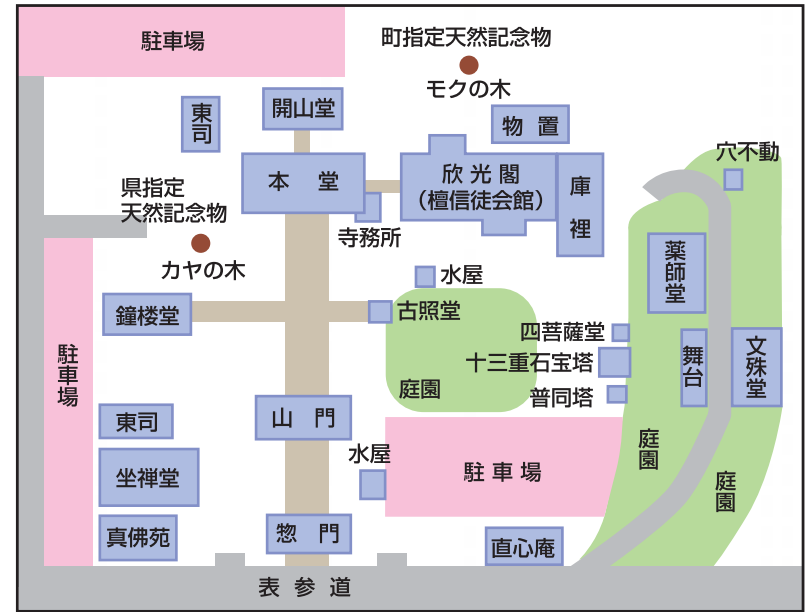 駐車場
町指定天然記念物
モクの木
東司
開山堂
物置
本堂
欣光閣
(檀信徒会館)
庫裡
穴不動
県指定
天然記念物
カヤの木
寺務所
水屋
薬師堂
鐘楼堂
古照堂
四菩薩堂
十三重石宝塔
普同塔
舞台
文殊堂
駐車場
庭園
東司
山門
水屋
駐車場
庭園
庭園
坐禅堂
真佛苑
惣門
直心庵
表参道